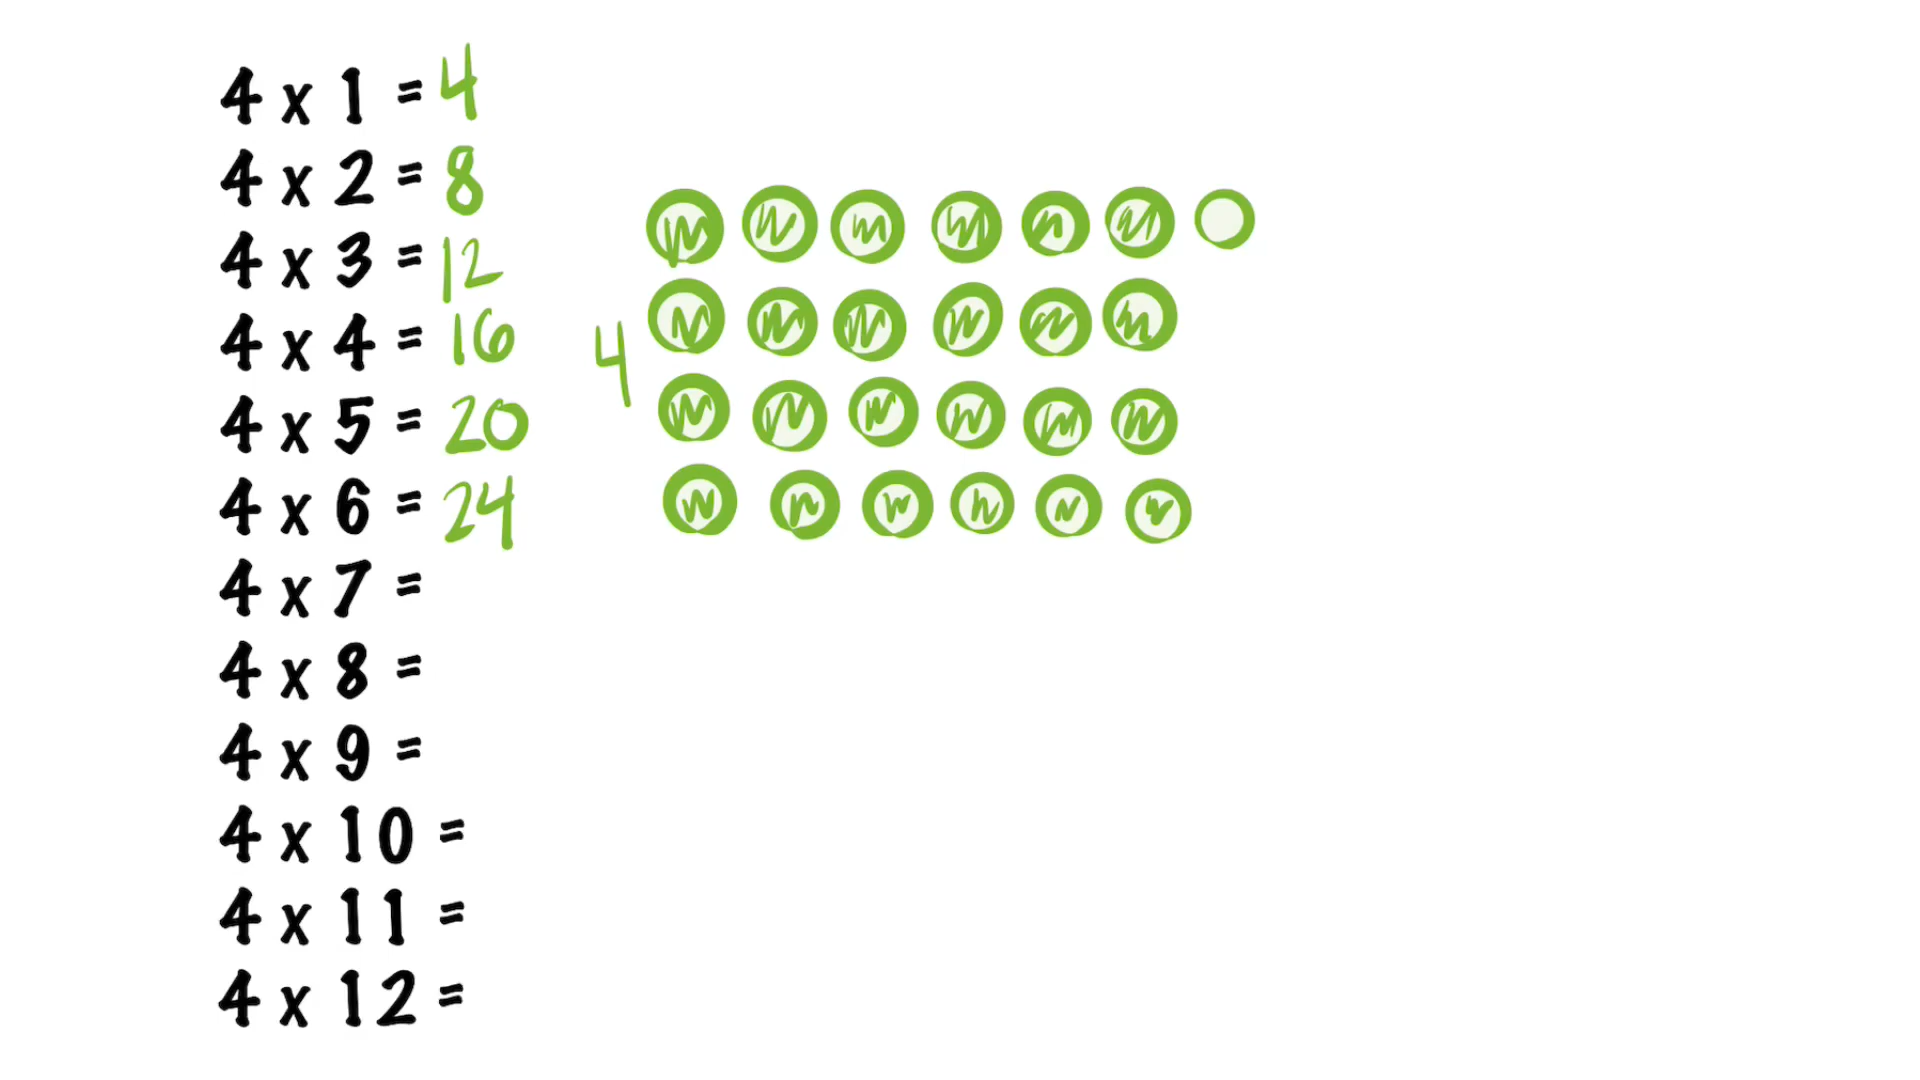 4 x 1 = 4
4 x 2 = 8
4 x 3 = 12
4 x 4 = 16
4 x 5 = 20
4 x 6 = 24
4 x 7 =
4 x 8 =
4 x 9 =
4 x 10 =
4 x 11 =
4 x 12 =
4